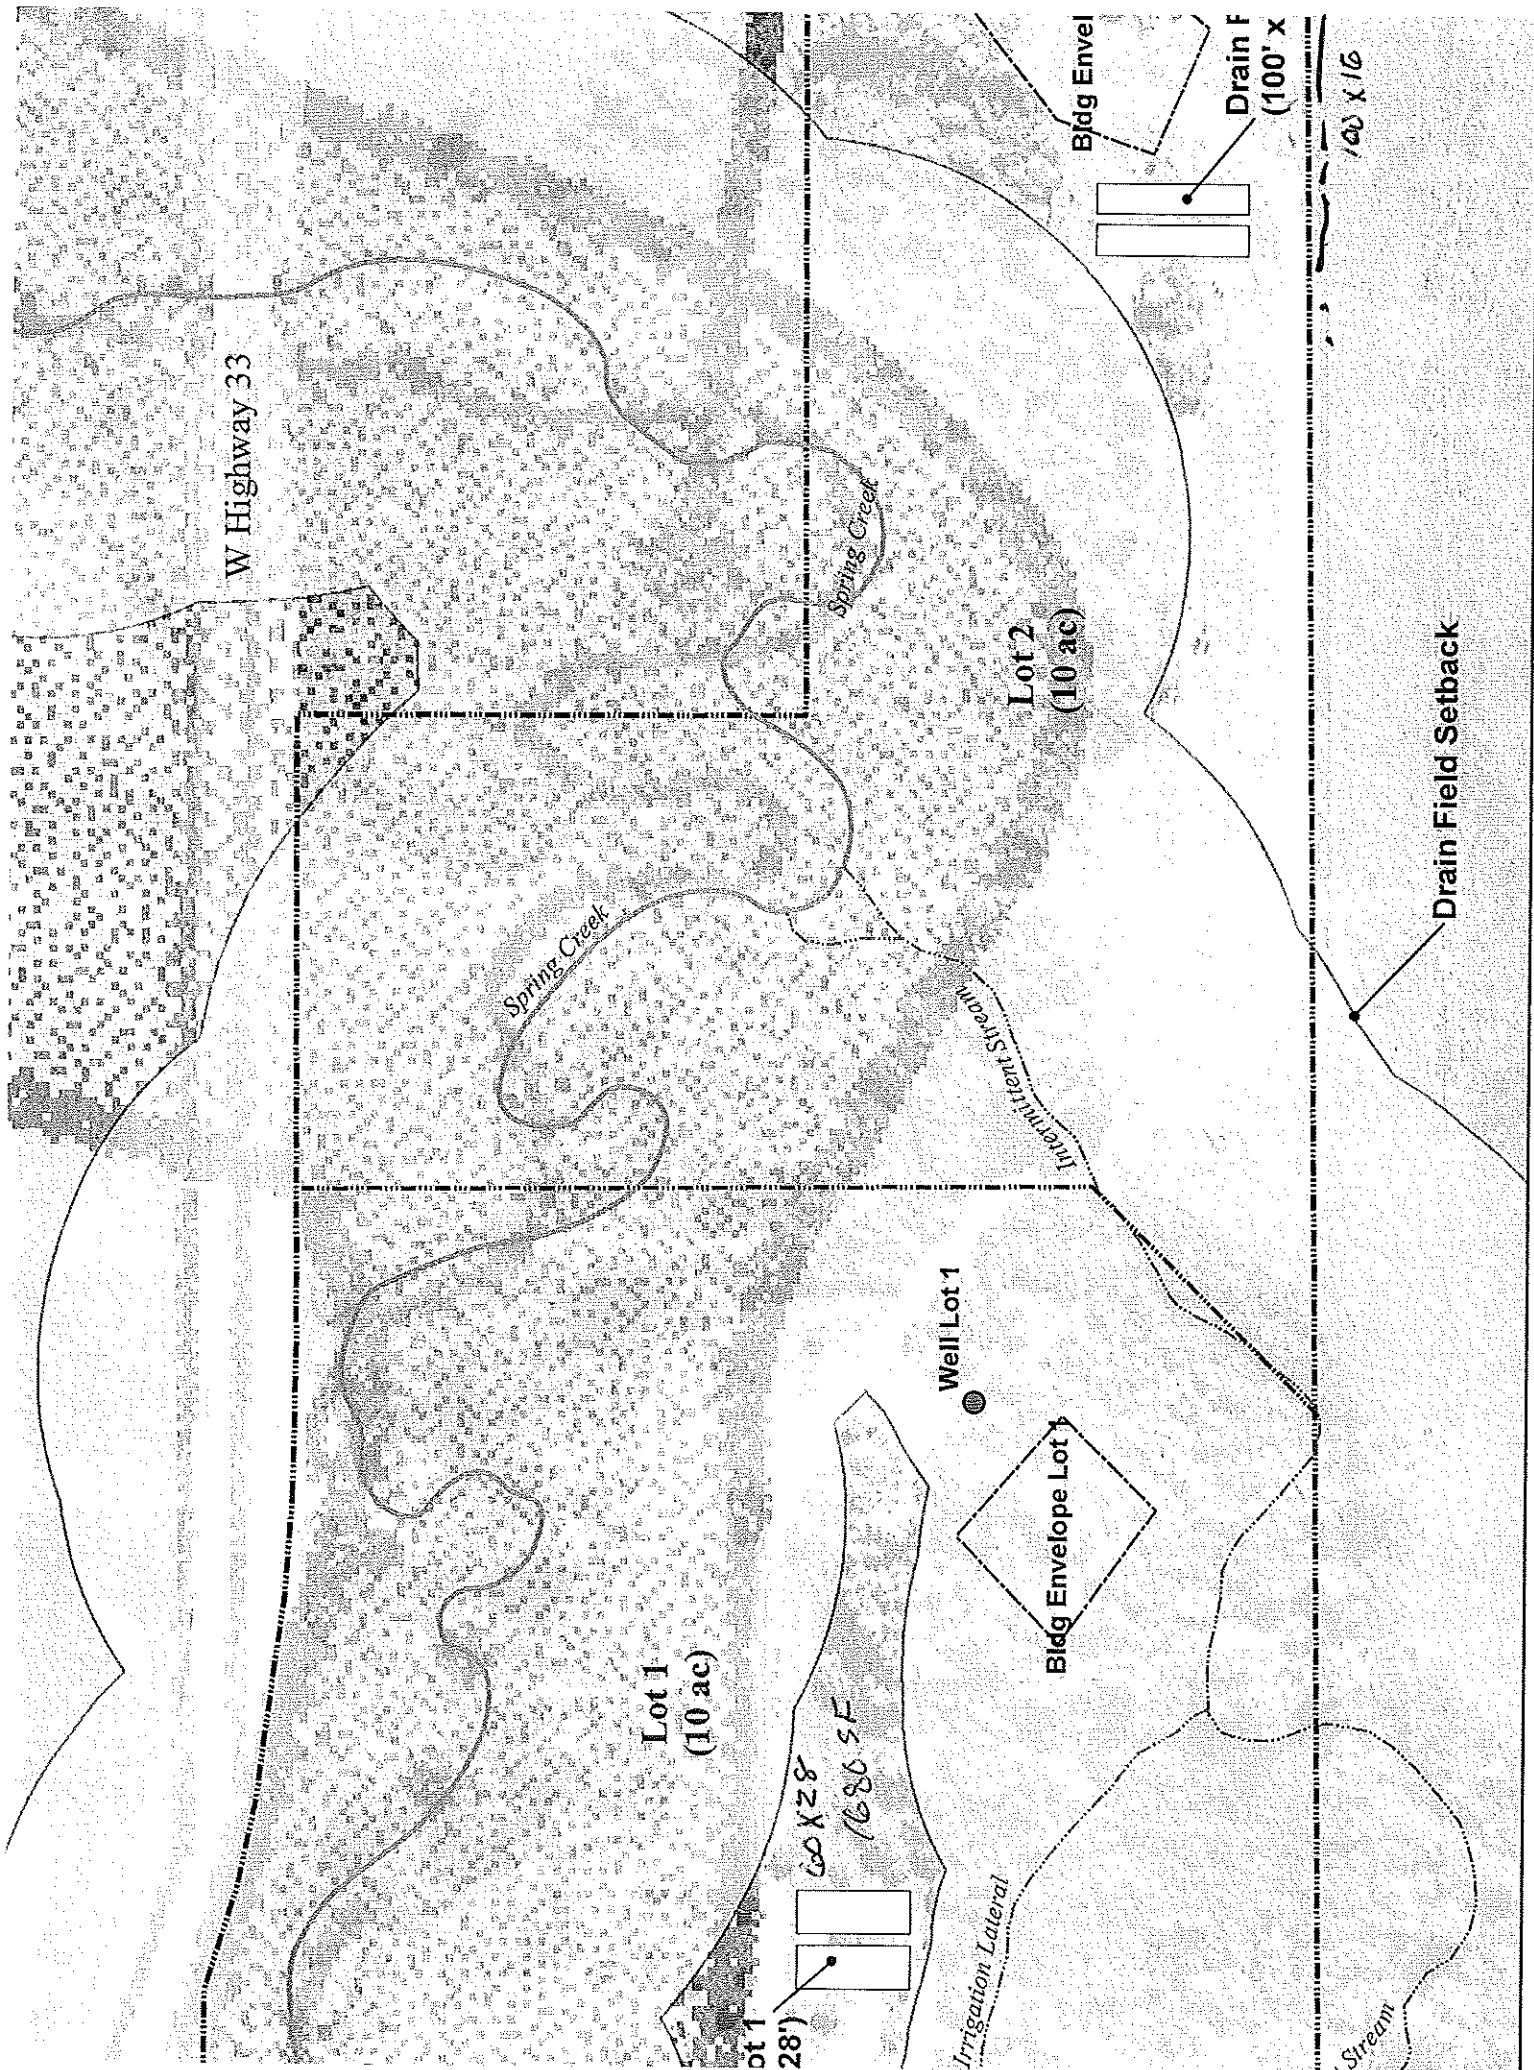 W Highway 33
Bldg Envel
Drain F
(100' x
100 x 16
Spring Creek
Lot 2
(10 ac)
Drain Field Setback
Spring Creek
Intermittent Stream
Well Lot 1
Bldg Envelope Lot 1
Lot 1
(10 ac)
60 x 28
1680 SF
ot 1
28')
Irrigation Lateral
Stream